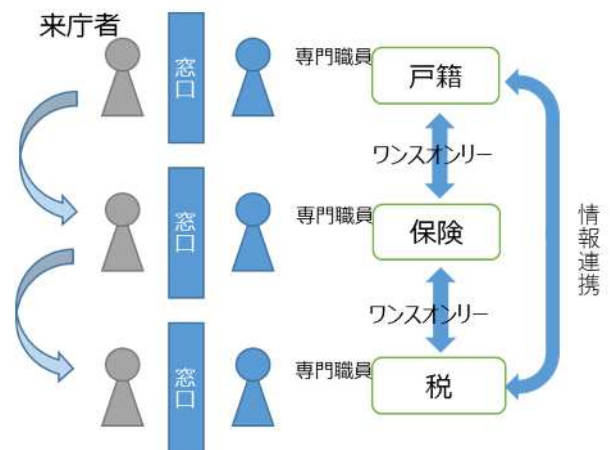 来庁者
窓口
専門職員
戸籍
ワンスオンリー
窓口
専門職員
保険
情報連携
ワンスオンリー
窓口
専門職員
税